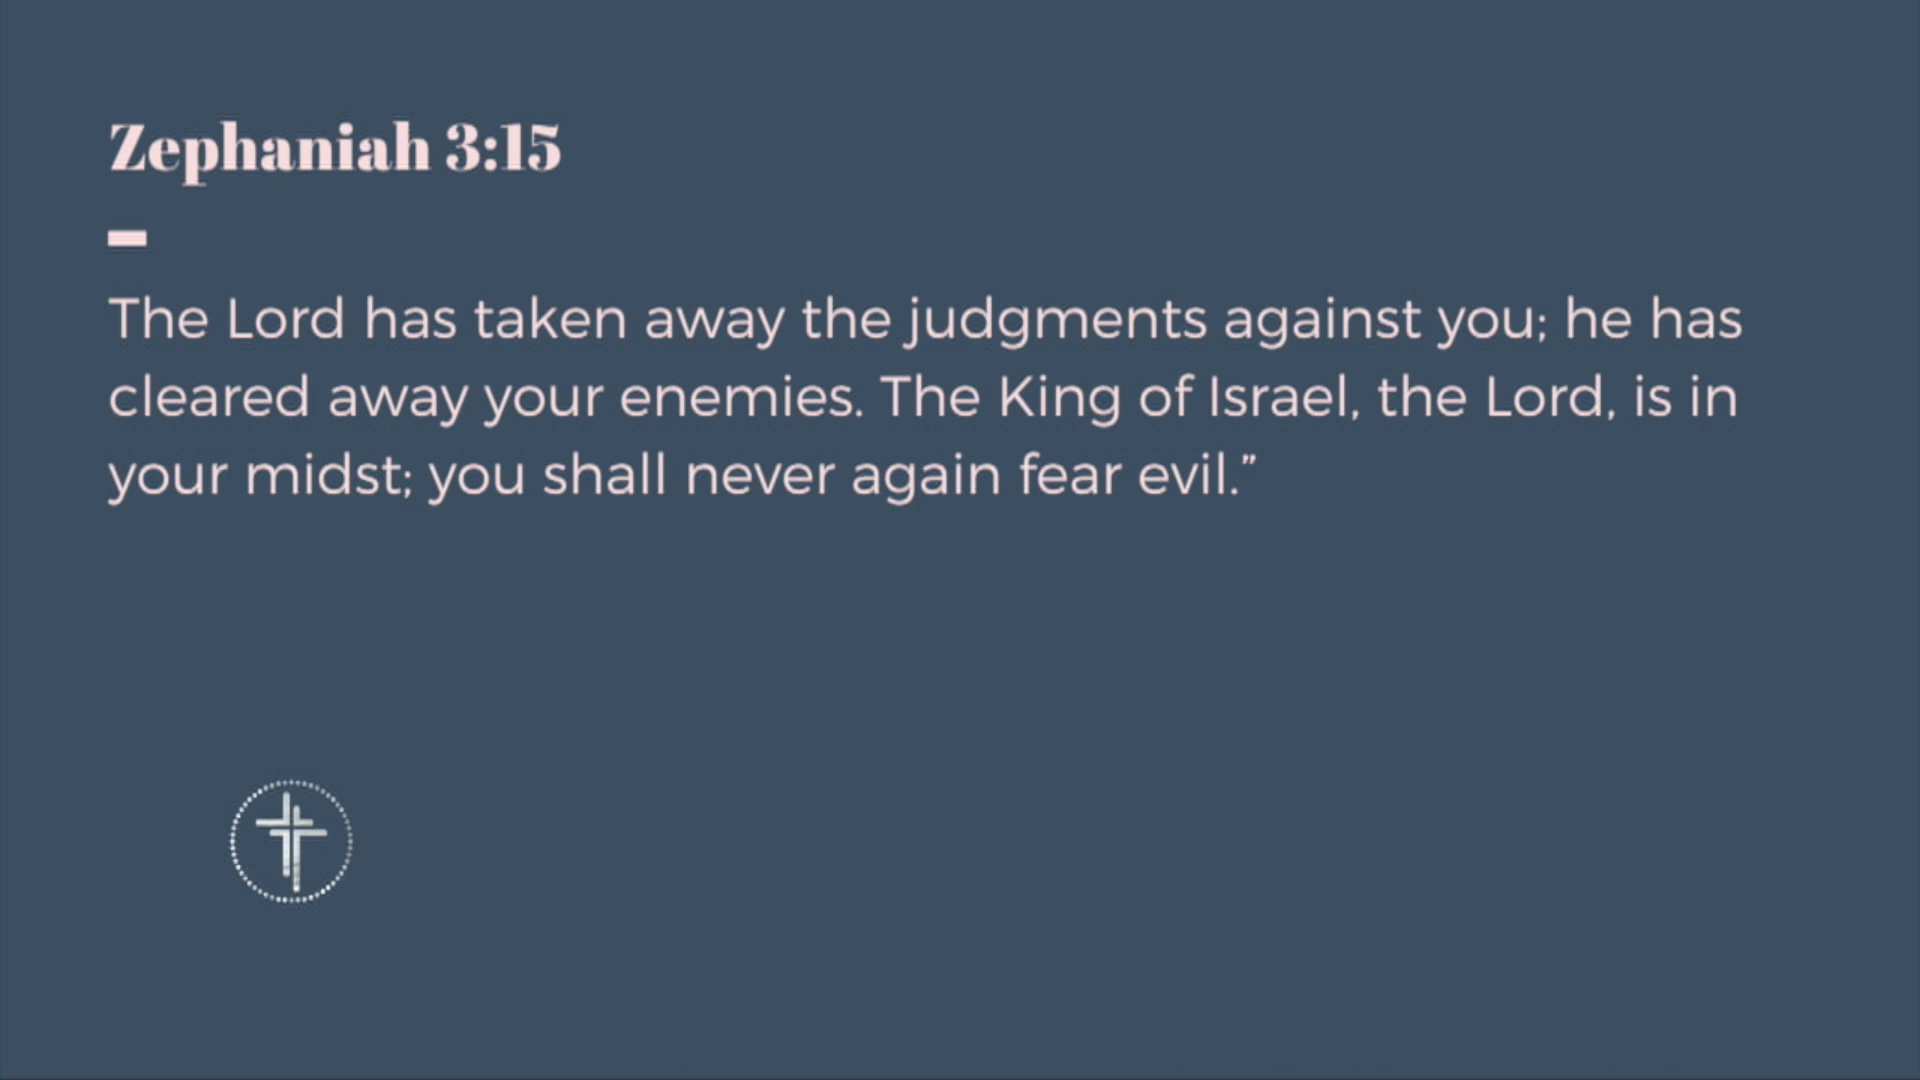 Zephaniah 3:15
The Lord has taken away the judgments against you; he has
cleared away your enemies. The King of Israel, the Lord, is in
your midst; you shall never again fear evil.”